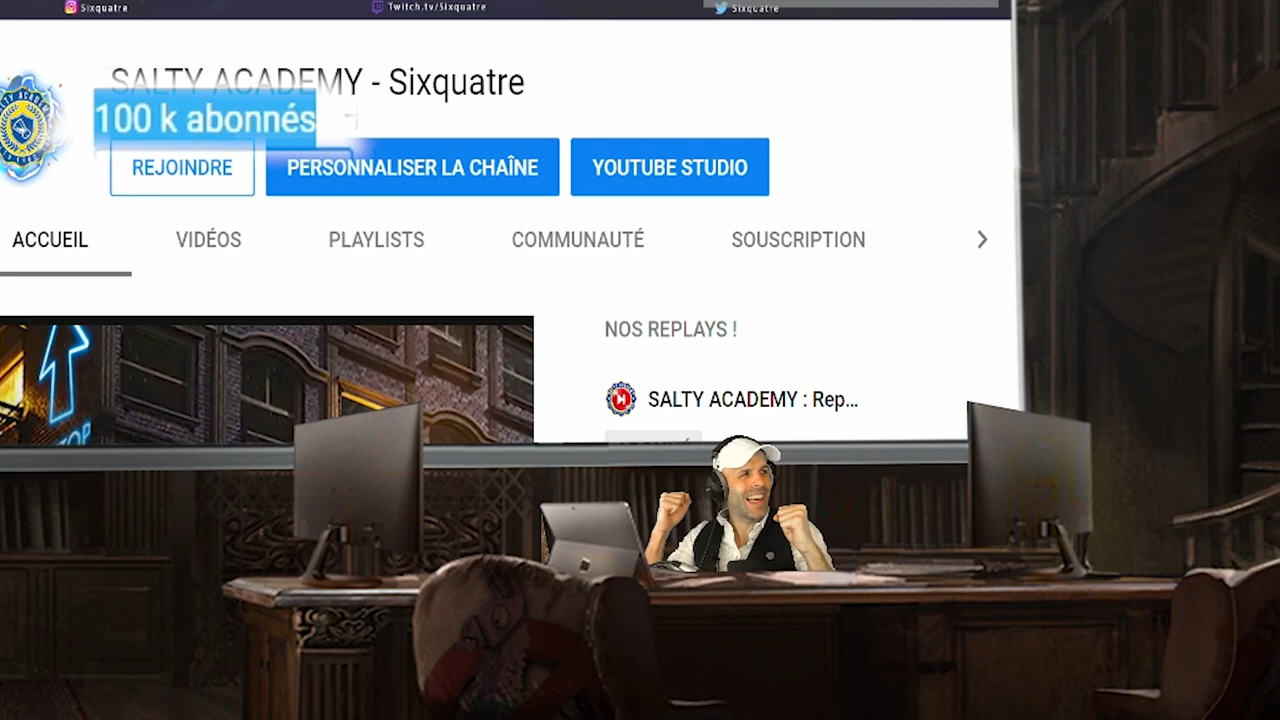 Sixquatre
Twitch.tv/Sixquatre
Sixquatre
SALTY ACADEMY - Sixquatre
100 k abonnés
REJOINDRE
PERSONNALISER LA CHAÎNE
YOUTUBE STUDIO
ACCUEIL
VIDÉOS
PLAYLISTS
COMMUNAUTÉ
SOUSCRIPTION
NOS REPLAYS !
SALTY ACADEMY : Rep...